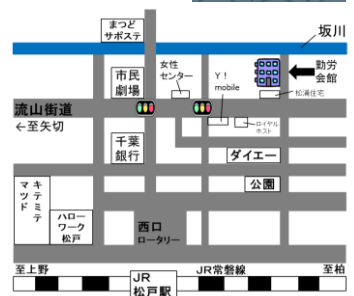 まつど
サポステ
坂川
市民
劇場
女性
センター
Y！
mobile
勤労
会館
松浦住宅
流山街道
←至矢切
ロイヤル
ホスト
千葉
銀行
ダイエー
公園
キテミテ
マツド
ハロー
ワーク
松戸
西口
ロータリー
至上野
JR常磐線
至柏
JR
松戸駅